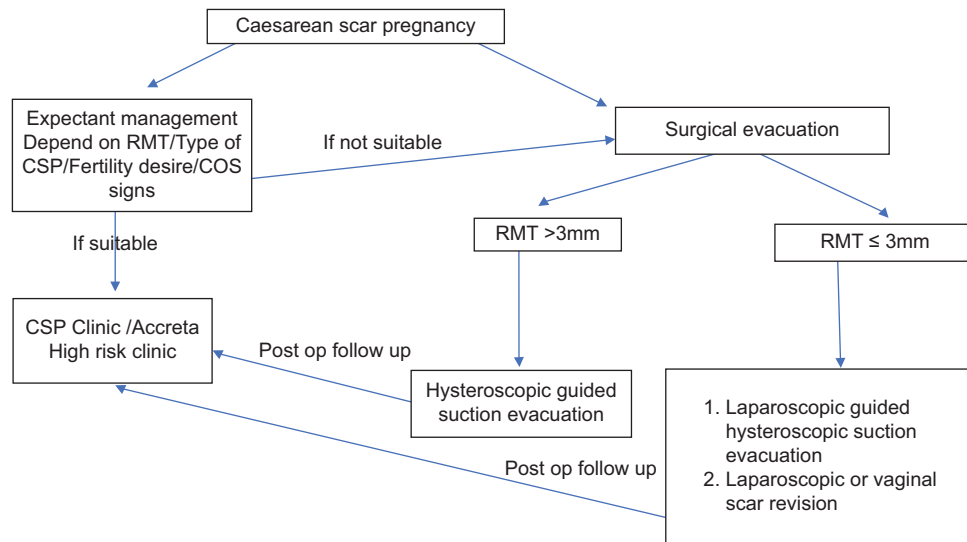 Caesarean scar pregnancy
Expectant management
Depend on RMT/Type of
CSP/Fertility desire/COS
signs
If not suitable
Surgical evacuation
If suitable
RMT >3mm
RMT ≤ 3mm
CSP Clinic /Accreta
High risk clinic
Post op follow up
Hysteroscopic guided
suction evacuation
1. Laparoscopic guided
hysteroscopic suction
evacuation
2. Laparoscopic or vaginal
scar revision
Post op follow up